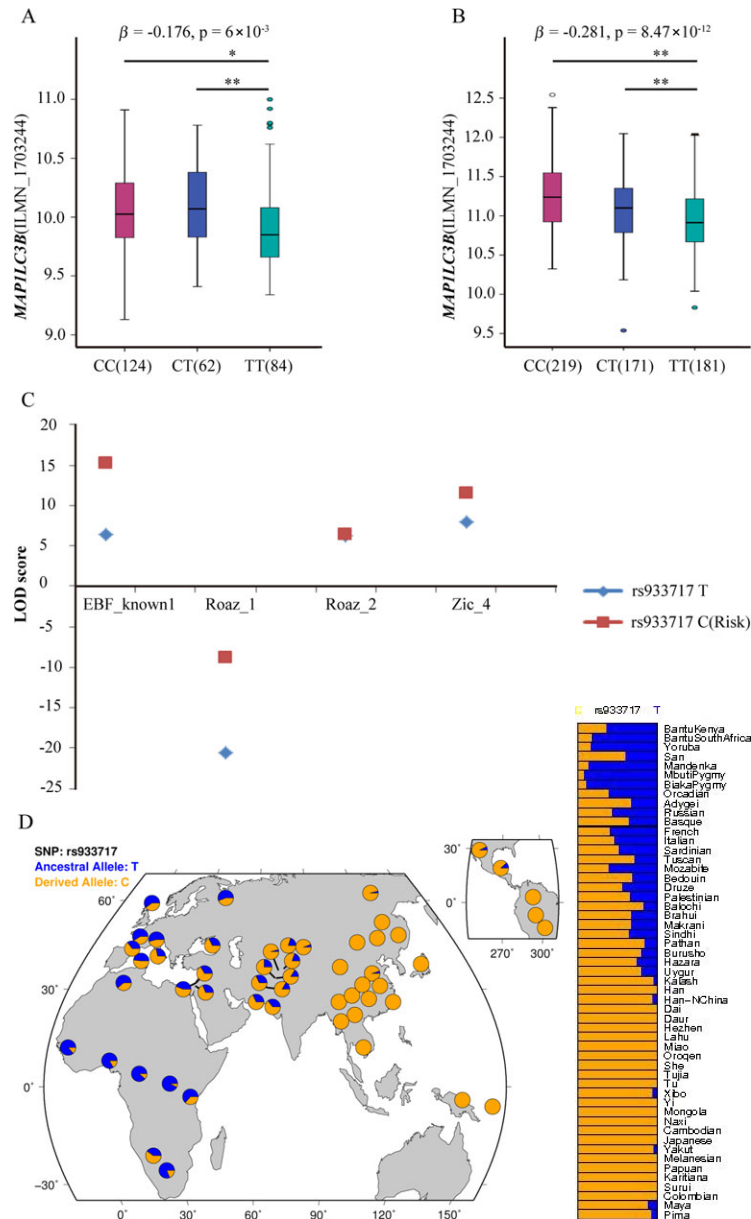 A
β = -0.176, p = 6×10⁻³
*
**
11.0
10.5
10.0
9.5
9.0
MAP1LC3B(ILMN_1703244)
CC(124) CT(62) TT(84)
B
β = -0.281, p = 8.47×10⁻¹²
**
**
12.5
12.0
11.5
11.0
10.5
10.0
9.5
MAP1LC3B(ILMN_1703244)
CC(219) CT(171) TT(181)
C
20
15
10
5
0
-5
-10
-15
-20
-25
LOD score
EBF_known1 Roaz_1 Roaz_2 Zic_4
rs933717 T
rs933717 C(Risk)
D
SNP: rs933717
Ancestral Allele: T
Derived Allele: C
60°
30°
0°
−30°
0° 30° 60° 90° 120° 150°
30°
0°
270° 300°
C rs933717 T
BantuKenya
BantuSouthAfrica
Yoruba
San
Mandenka
MbutiPygmy
BiakaPygmy
Orcadian
Adygei
Russian
Basque
French
Italian
Sardinian
Tuscan
Mozabite
Bedouin
Druze
Palestinian
Balochi
Brahui
Makrani
Sindhi
Pathan
Burusho
Hazara
Uygur
Kalash
Han
Han-NChina
Dai
Daur
Hezhen
Lahu
Miao
Oroqen
She
Tujia
Tu
Xibo
Yi
Mongola
Naxi
Cambodian
Japanese
Yakut
Melanesian
Papuan
Karitiana
Surui
Colombian
Maya
Pima